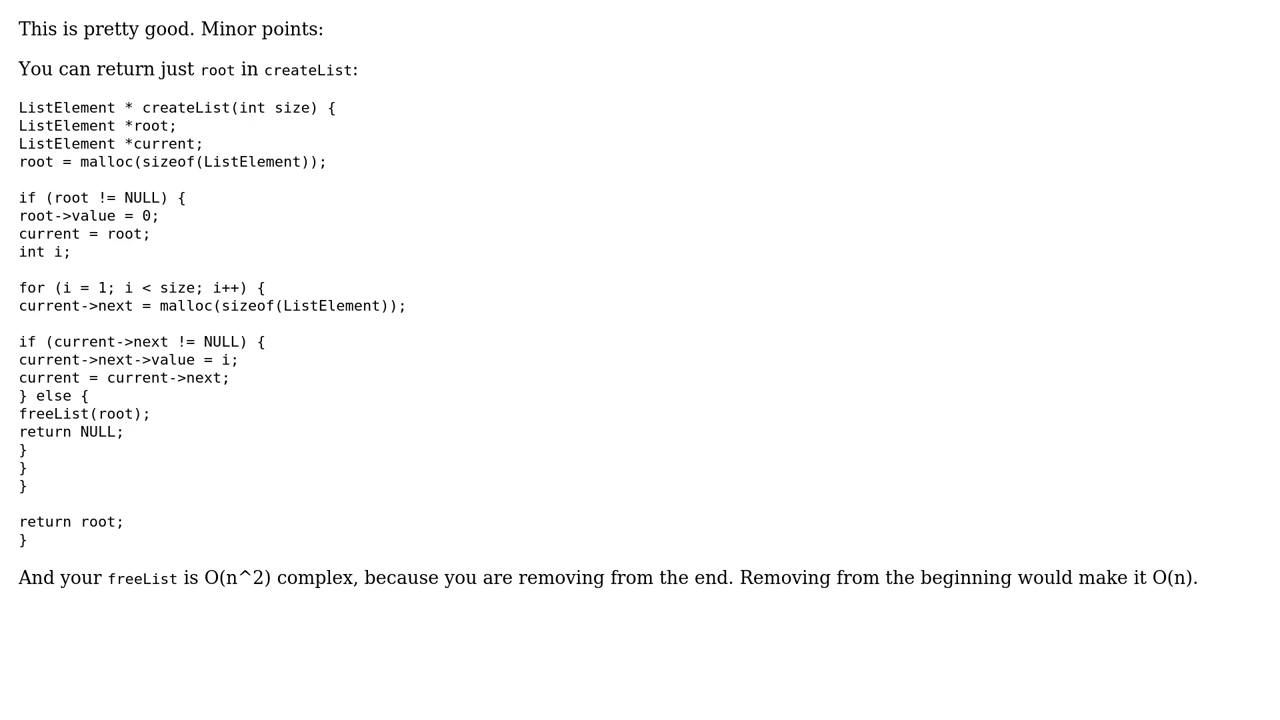 This is pretty good. Minor points:
You can return just root in createList:
ListElement * createList(int size) {
ListElement *root;
ListElement *current;
root = malloc(sizeof(ListElement));
if (root != NULL) {
root->value = 0;
current = root;
int i;
for (i = 1; i < size; i++) {
current->next = malloc(sizeof(ListElement));
if (current->next != NULL) {
current->next->value = i;
current = current->next;
} else {
freeList(root);
return NULL;
}
}
}
return root;
}
And your freeList is O(n^2) complex, because you are removing from the end. Removing from the beginning would make it O(n).